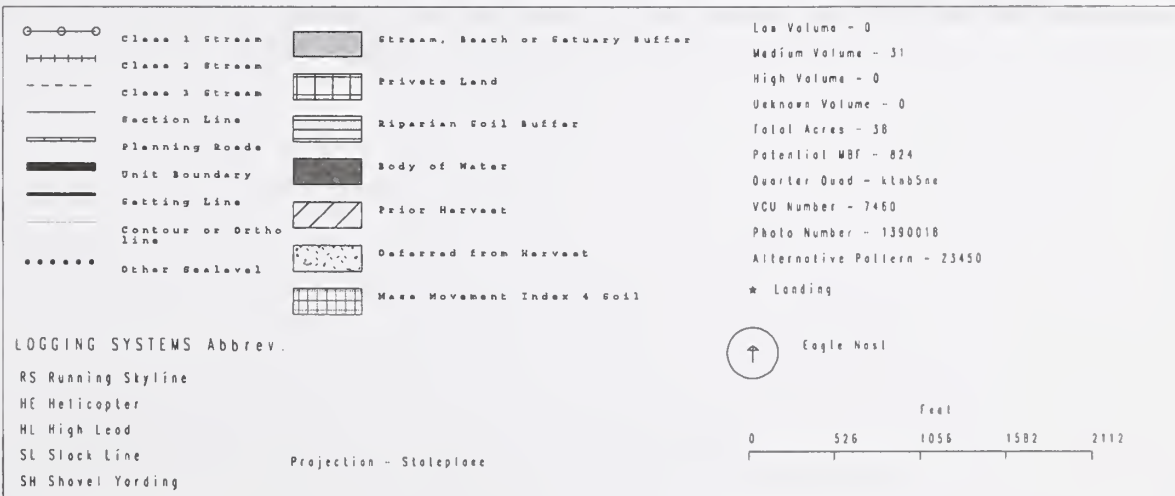 Class 1 Stream
Class 2 Stream
Class 3 Stream
Section Line
Planning Roads
Unit Boundary
Setting Line
Contour or Ortho
line
Other Sealevel
Stream, Beach or Estuary Buffer
Private Land
Riparian Soil Buffer
Body of Water
Prior Harvest
Deferred from Harvest
Mass Movement Index 4 Soil
Low Volume - 0
Medium Volume - 31
High Volume - 0
Unknown Volume - 0
Total Acres - 38
Potential MBF - 824
Quarter Quad - ktnb5ne
VCU Number - 7460
Photo Number - 1390018
Alternative Pattern - 23450
★ Landing
Eagle Nest
LOGGING SYSTEMS Abbrev.
RS Running Skyline
HE Helicopter
HL High Lead
SL Slack Line
SH Shovel Yarding
Projection - Stateplane
Feet
0 526 1056 1582 2112